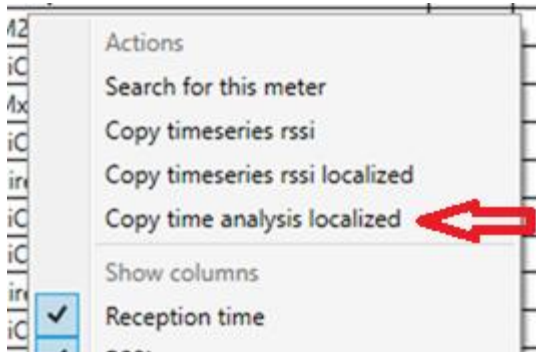 Actions
Search for this meter
Copy timeseries rssi
Copy timeseries rssi localized
Copy time analysis localized
Show columns
Reception time